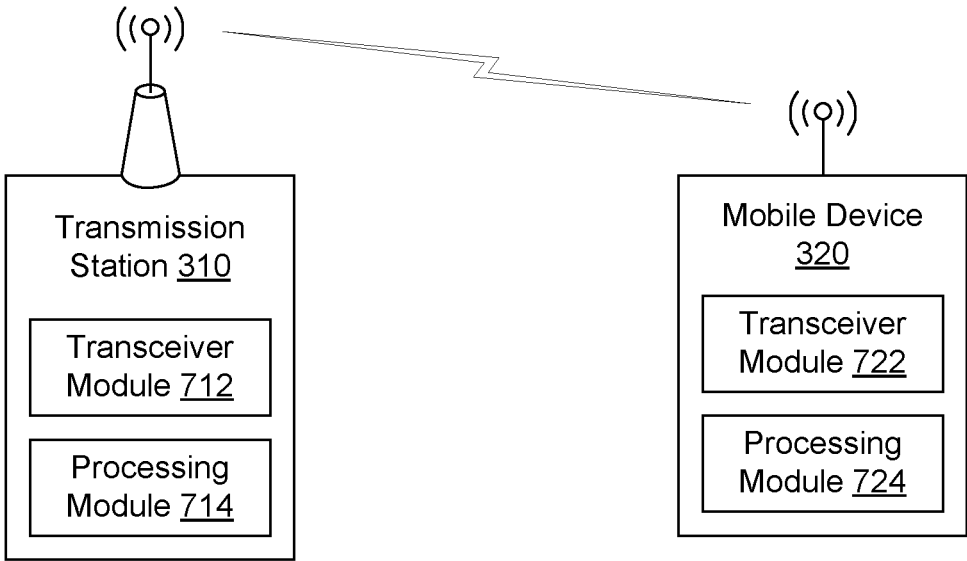 Transmission
Station 310
Transceiver
Module 712
Processing
Module 714
Mobile Device
320
Transceiver
Module 722
Processing
Module 724